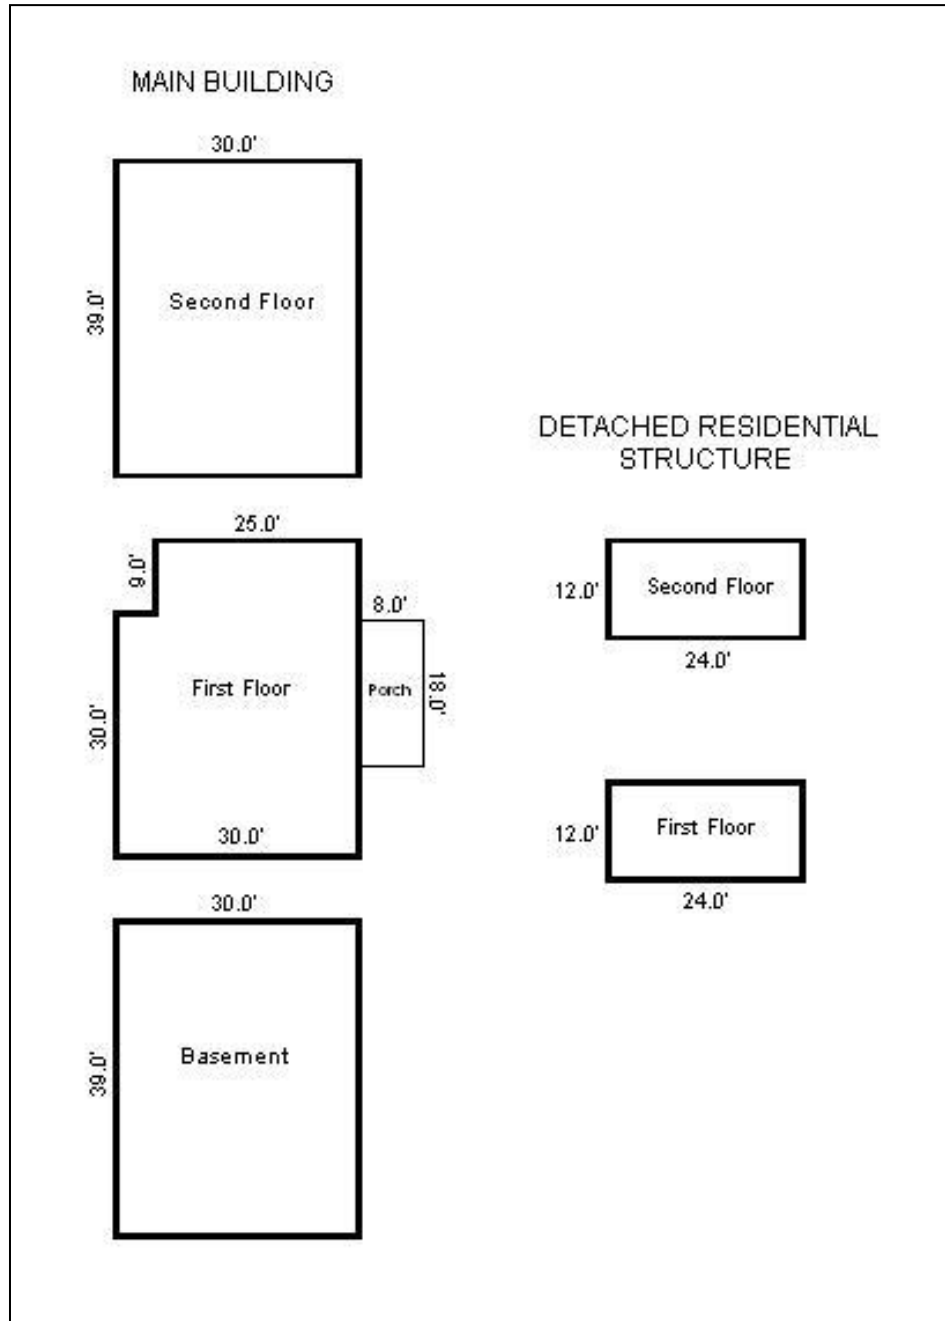 MAIN BUILDING
30.0'
39.0'
Second Floor
25.0'
9.0'
8.0'
First Floor
Porch
18.0'
30.0'
30.0'
30.0'
39.0'
Basement
DETACHED RESIDENTIAL
STRUCTURE
12.0'
Second Floor
24.0'
12.0'
First Floor
24.0'